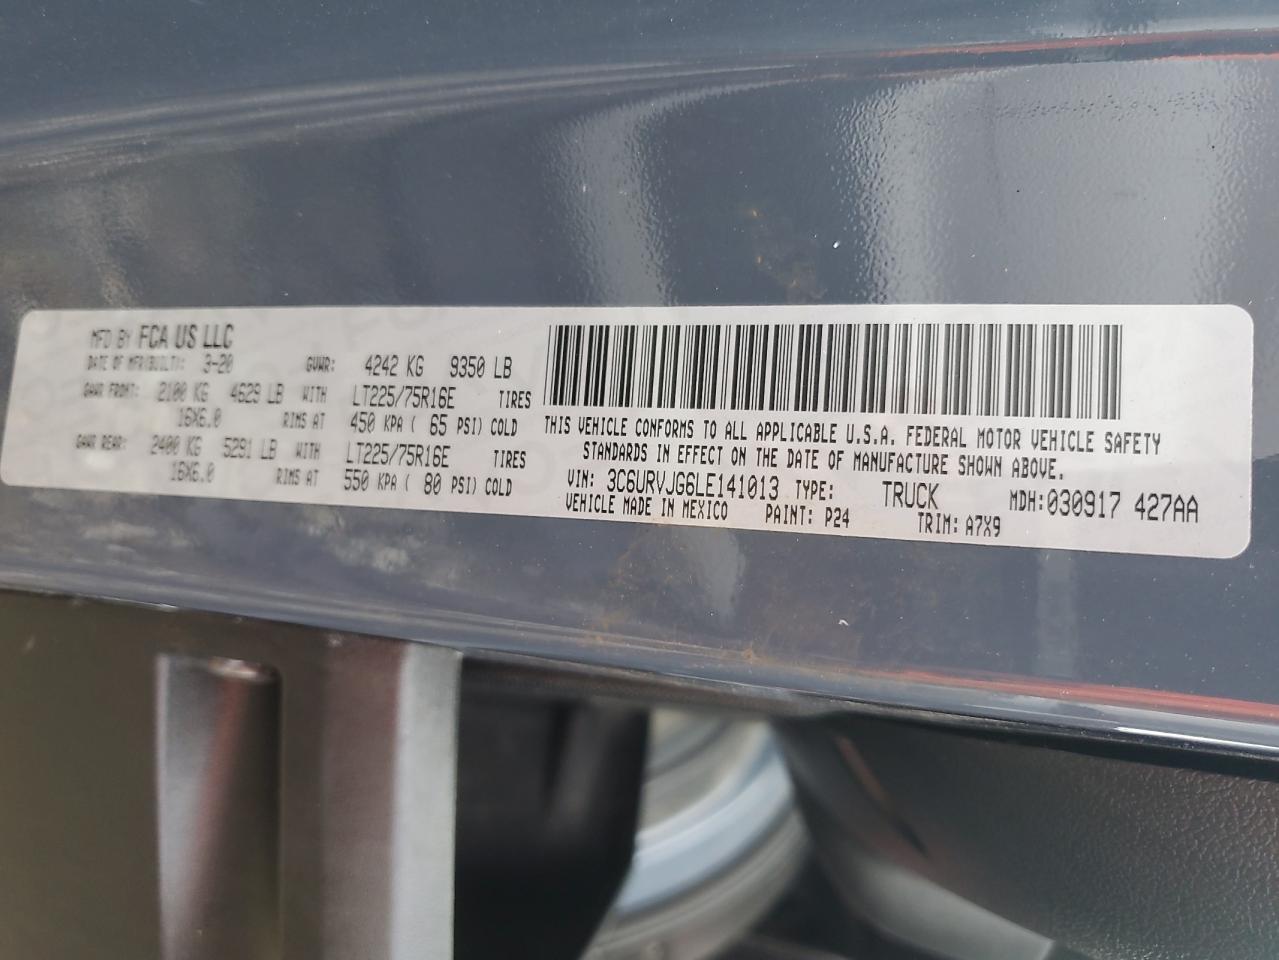 MFD BY FCA US LLC
DATE OF MFR(BUILT): 3-20 GVWR: 4242 KG 9350 LB
GAWR FRONT: 2100 KG 4629 LB WITH LT225/75R16E TIRES
16X6.0 RIMS AT 450 KPA ( 65 PSI) COLD
GAWR REAR: 2400 KG 5291 LB WITH LT225/75R16E TIRES
16X6.0 RIMS AT 550 KPA ( 80 PSI) COLD
THIS VEHICLE CONFORMS TO ALL APPLICABLE U.S.A. FEDERAL MOTOR VEHICLE SAFETY
STANDARDS IN EFFECT ON THE DATE OF MANUFACTURE SHOWN ABOVE.
VIN: 3C6URVJG6LE141013 TYPE: TRUCK MDH:030917 427AA
VEHICLE MADE IN MEXICO PAINT: P24 TRIM: A7X9